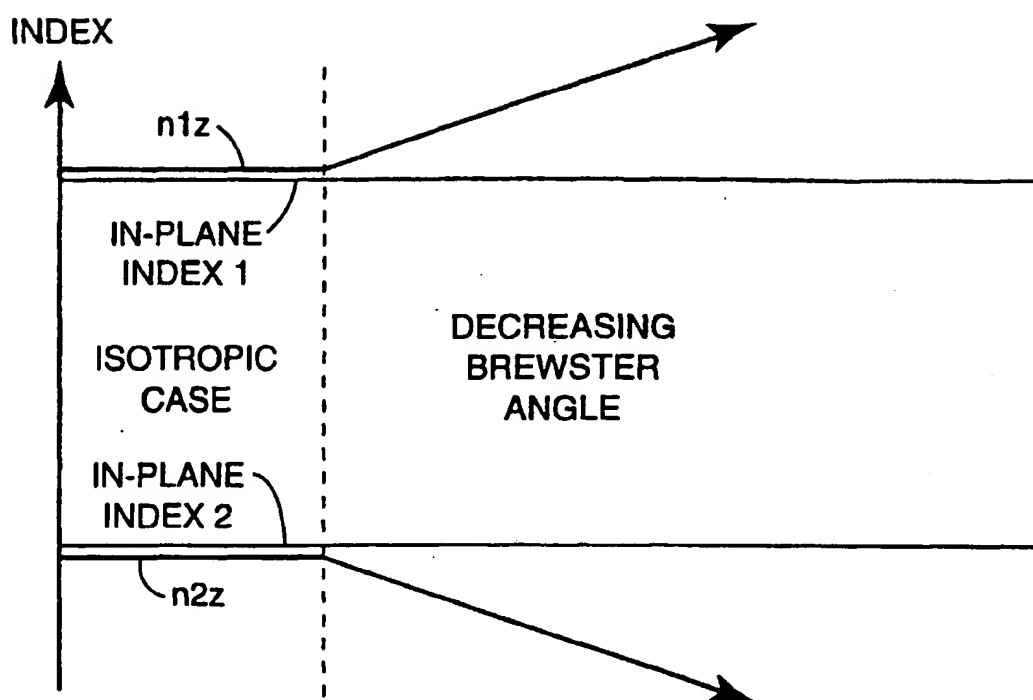 INDEX
n1z
IN-PLANE
INDEX 1
ISOTROPIC
CASE
DECREASING
BREWSTER
ANGLE
IN-PLANE
INDEX 2
n2z